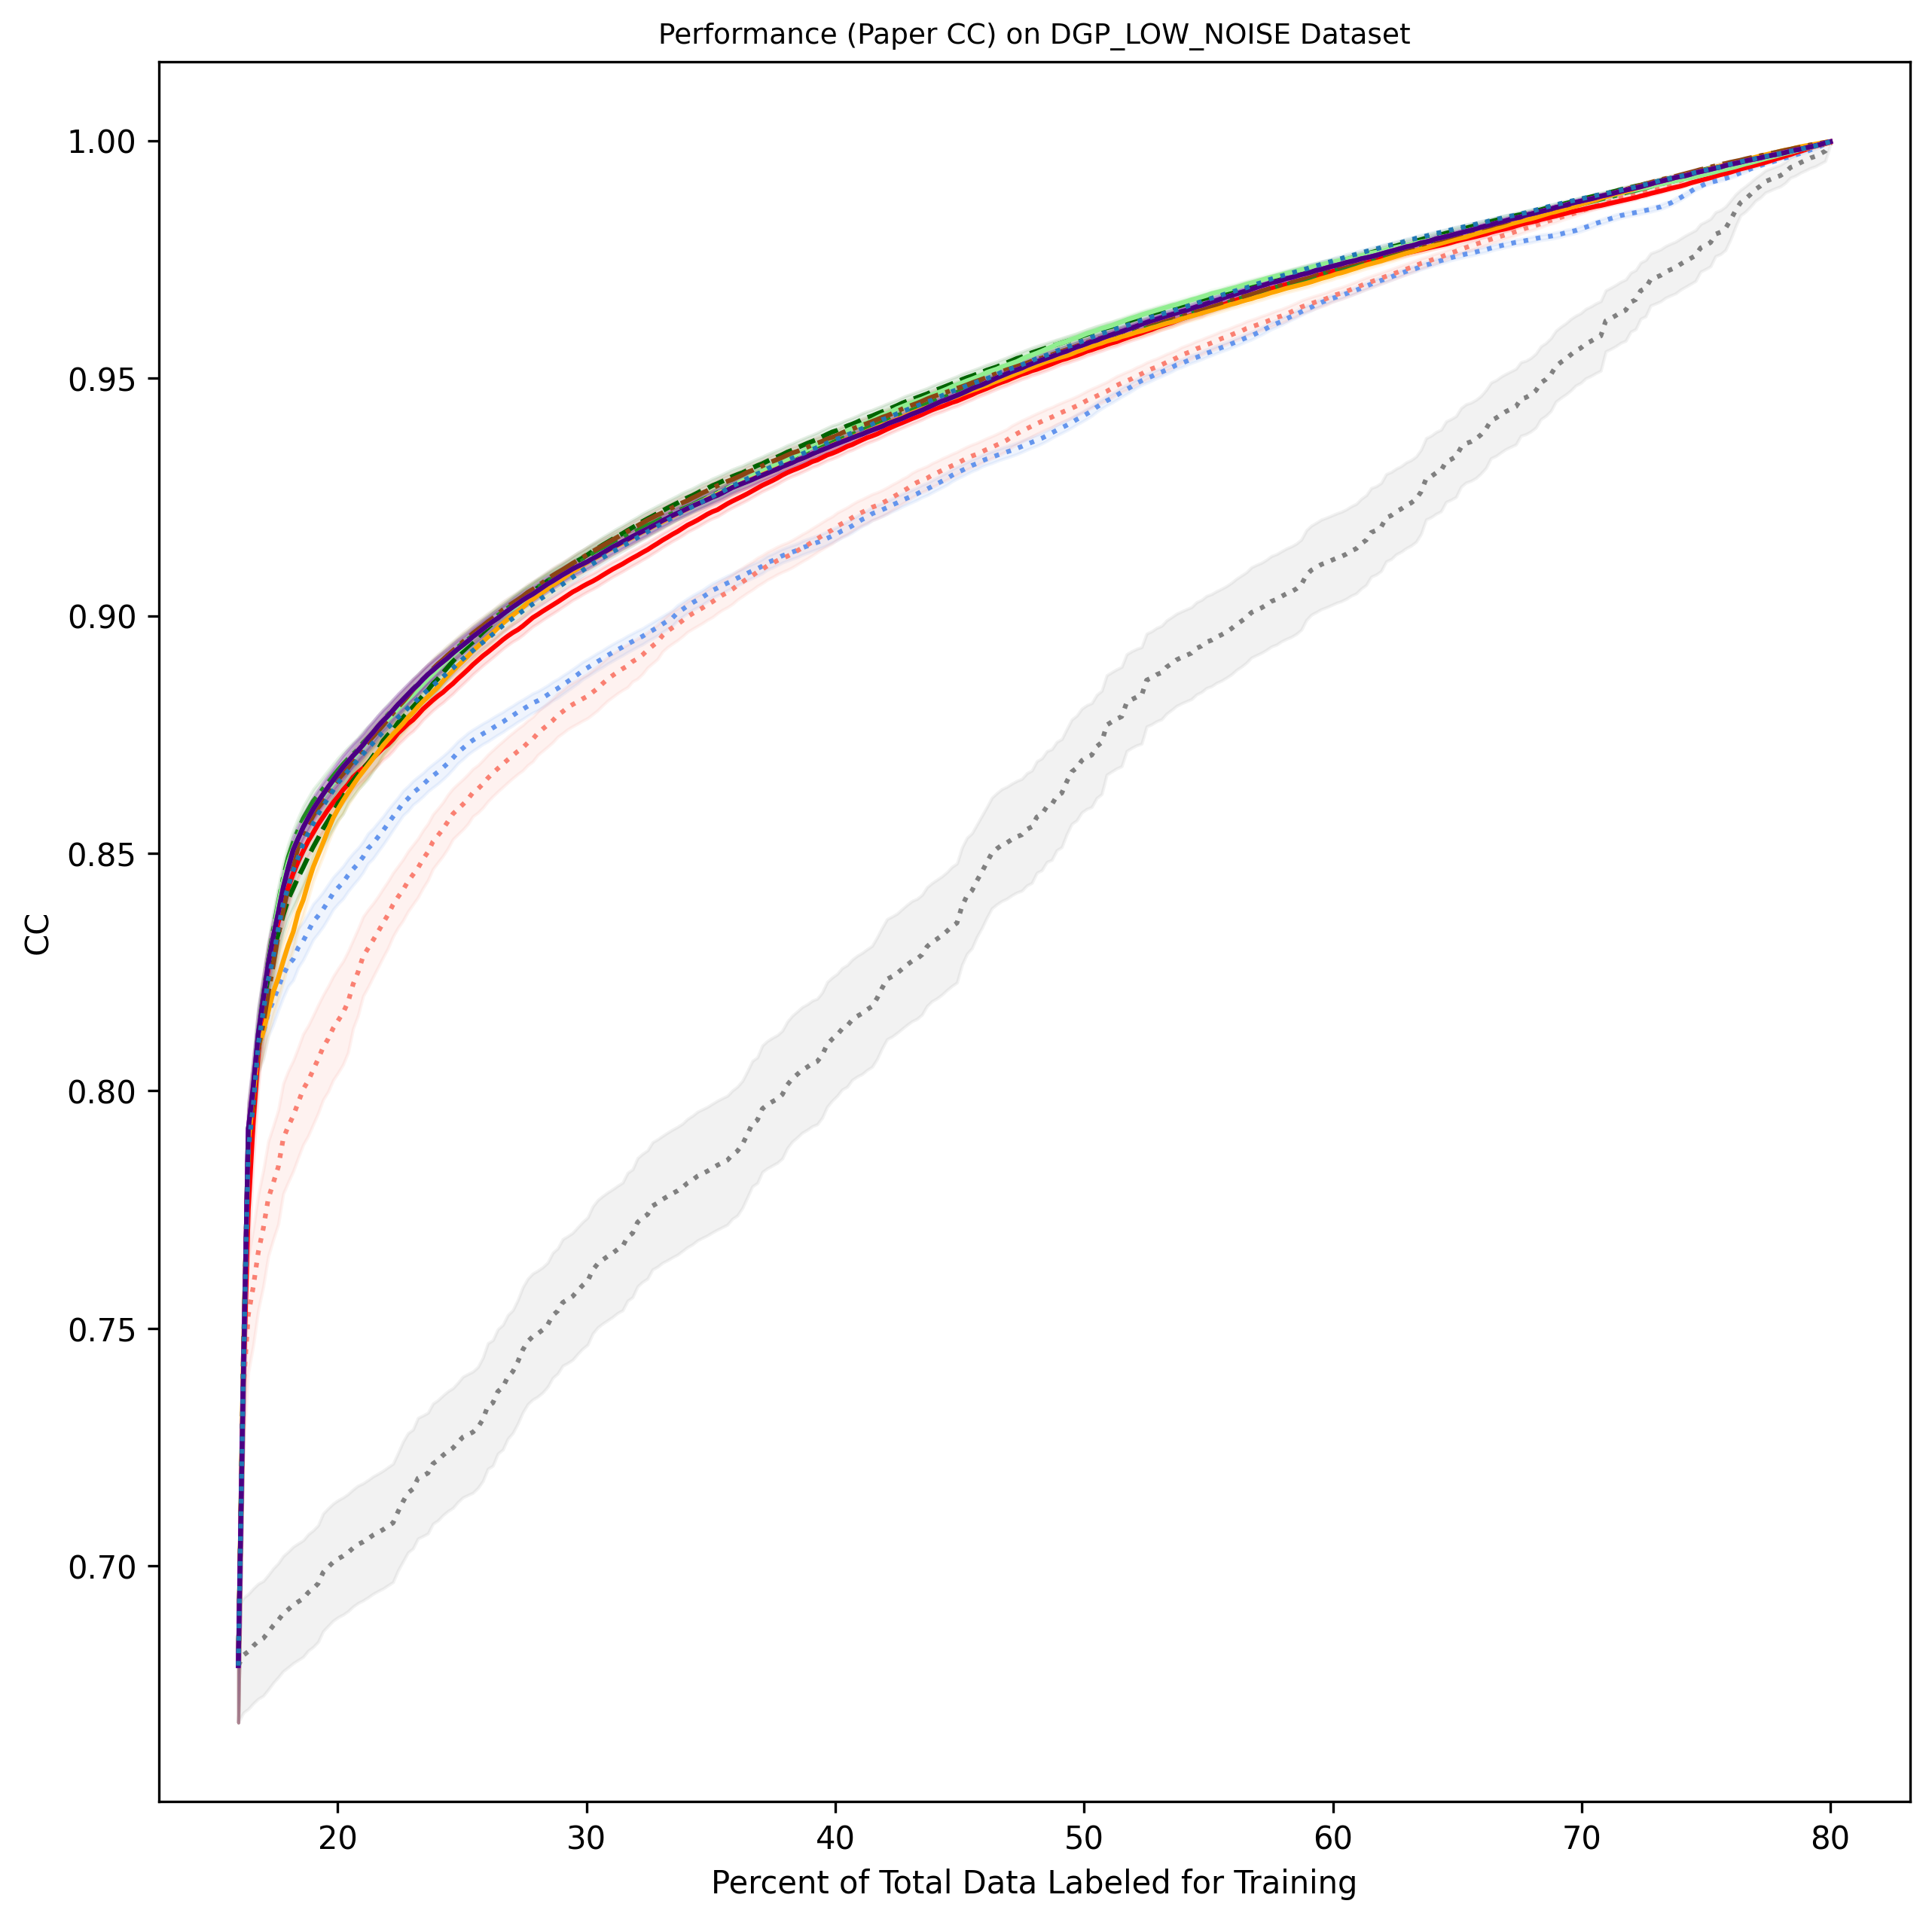 Performance (Paper CC) on DGP_LOW_NOISE Dataset
1.00
0.95
0.90
0.85
0.80
0.75
0.70
CC
20 30 40 50 60 70 80
Percent of Total Data Labeled for Training